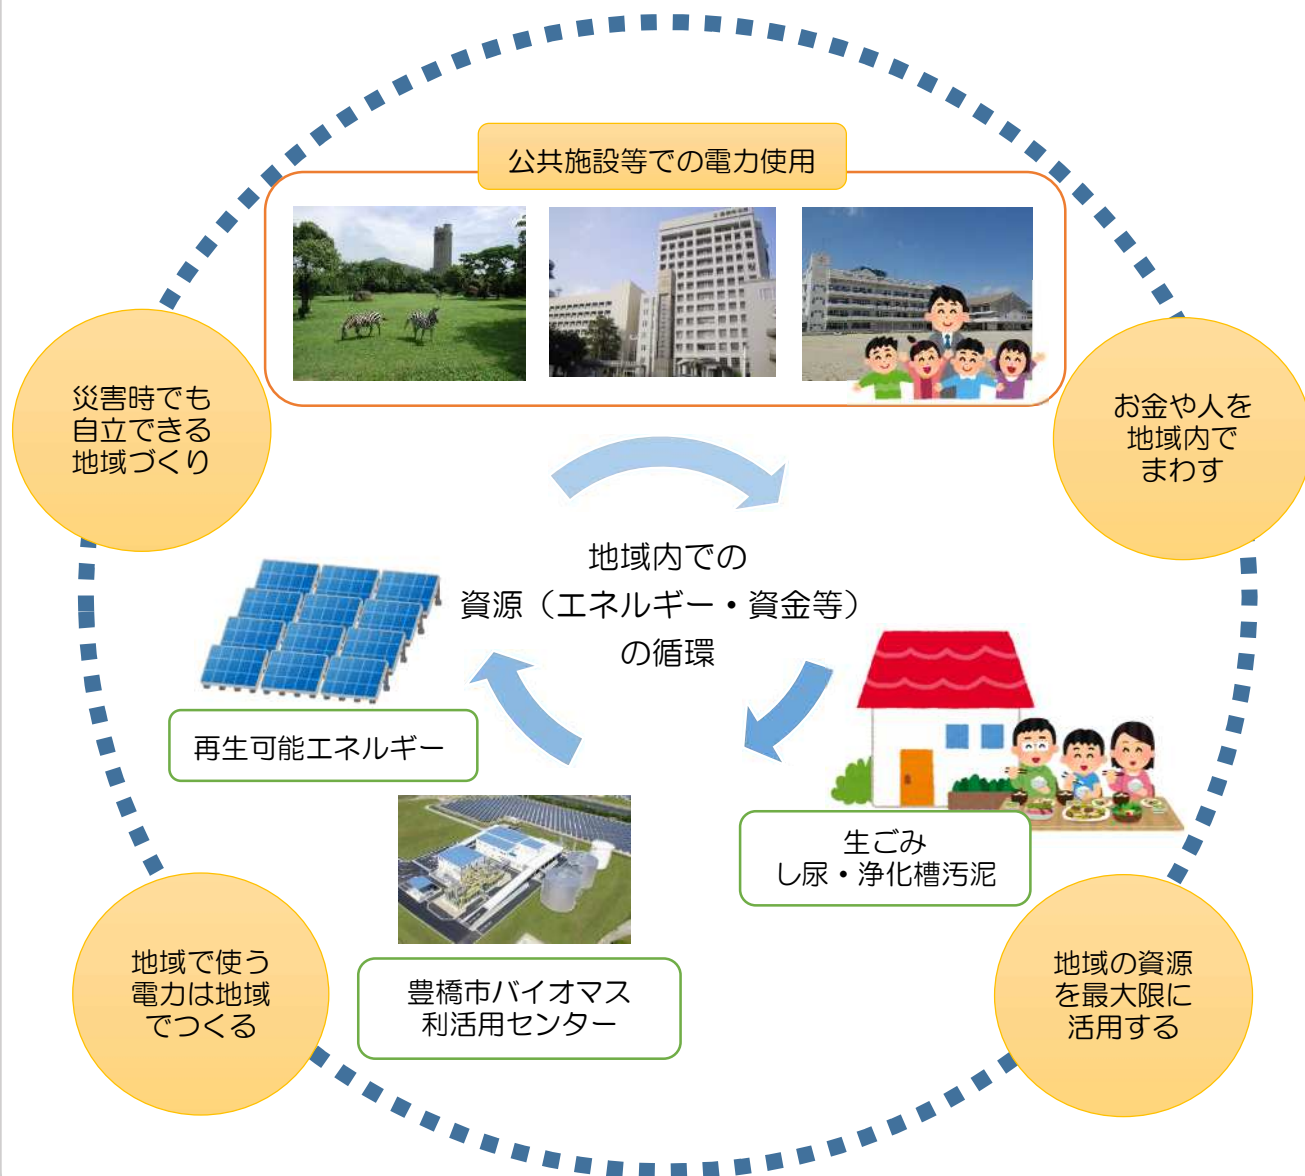 公共施設等での電力使用
災害時でも
自立できる
地域づくり
お金や人を
地域内で
まわす
地域内での
資源（エネルギー・資金等）
の循環
再生可能エネルギー
生ごみ
し尿・浄化槽汚泥
豊橋市バイオマス
利活用センター
地域で使う
電力は地域
でつくる
地域の資源
を最大限に
活用する